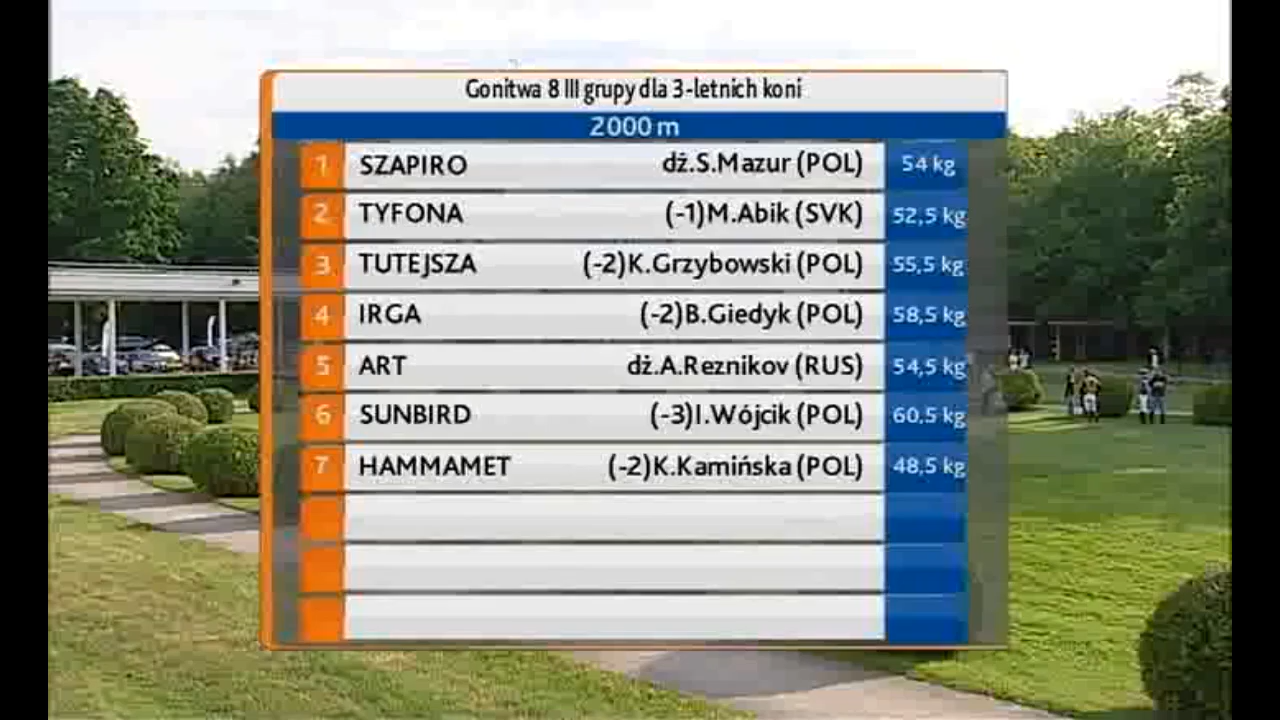 Gonitwa 8 III grupy dla 3-letnich koni
2000 m
1 SZAPIRO dż.S.Mazur (POL) 54 kg
2 TYFONA (-1)M.Abik (SVK) 52,5 kg
3 TUTEJSZA (-2)K.Grzybowski (POL) 55,5 kg
4 IRGA (-2)B.Giedyk (POL) 58,5 kg
5 ART dż.A.Reznikov (RUS) 54,5 kg
6 SUNBIRD (-3)I.Wójcik (POL) 60,5 kg
7 HAMMAMET (-2)K.Kamińska (POL) 48,5 kg